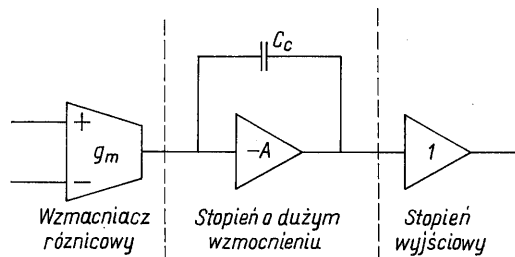 C_c
+
g_m
−
−A
1
Wzmacniacz
różnicowy
Stopień o dużym
wzmocnieniu
Stopień
wyjściowy